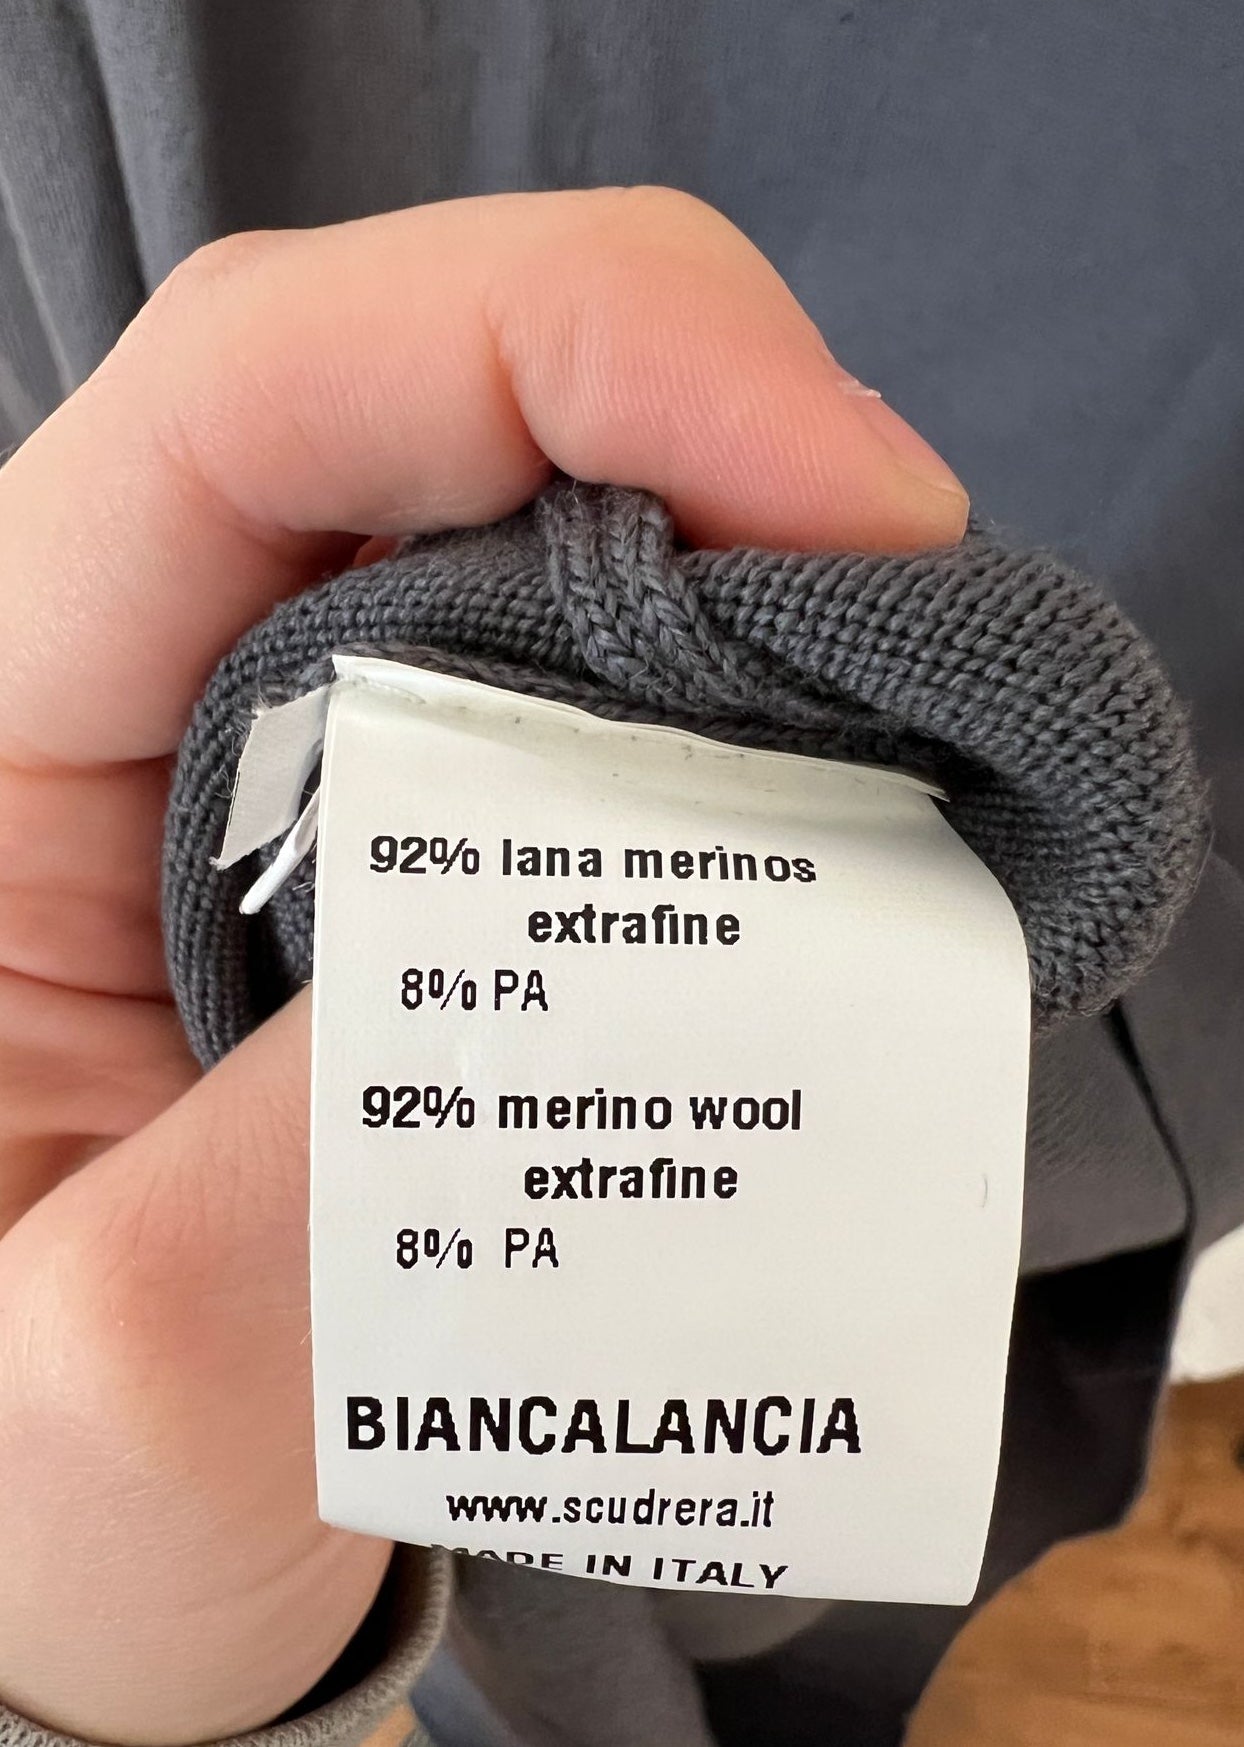 92% lana merinos
extrafine
8% PA
92% merino wool
extrafine
8% PA
BIANCALANCIA
www.scudrera.it
MADE IN ITALY